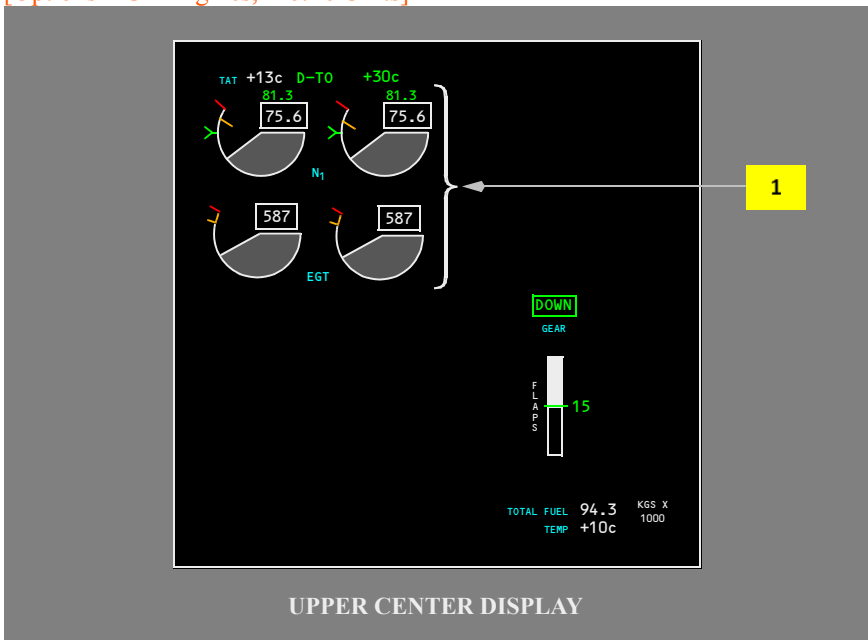 TAT +13c D-TO +30c
81.3 81.3
75.6 75.6
N1
1
587 587
EGT
DOWN
GEAR
FLAPS
15
TOTAL FUEL 94.3 KGS X
1000
TEMP +10c
UPPER CENTER DISPLAY